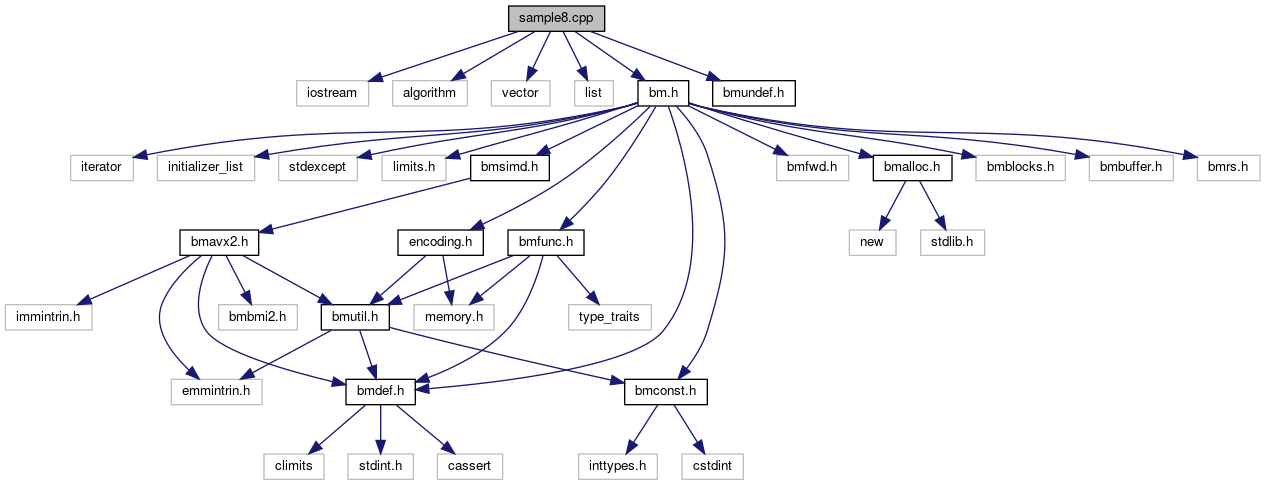 sample8.cpp
iostream
algorithm
vector
list
bm.h
bmundef.h
iterator
initializer_list
stdexcept
limits.h
bmsimd.h
bmfwd.h
bmalloc.h
bmblocks.h
bmbuffer.h
bmrs.h
bmavx2.h
encoding.h
bmfunc.h
new
stdlib.h
immintrin.h
bmbmi2.h
bmutil.h
memory.h
type_traits
emmintrin.h
bmdef.h
bmconst.h
climits
stdint.h
cassert
inttypes.h
cstdint